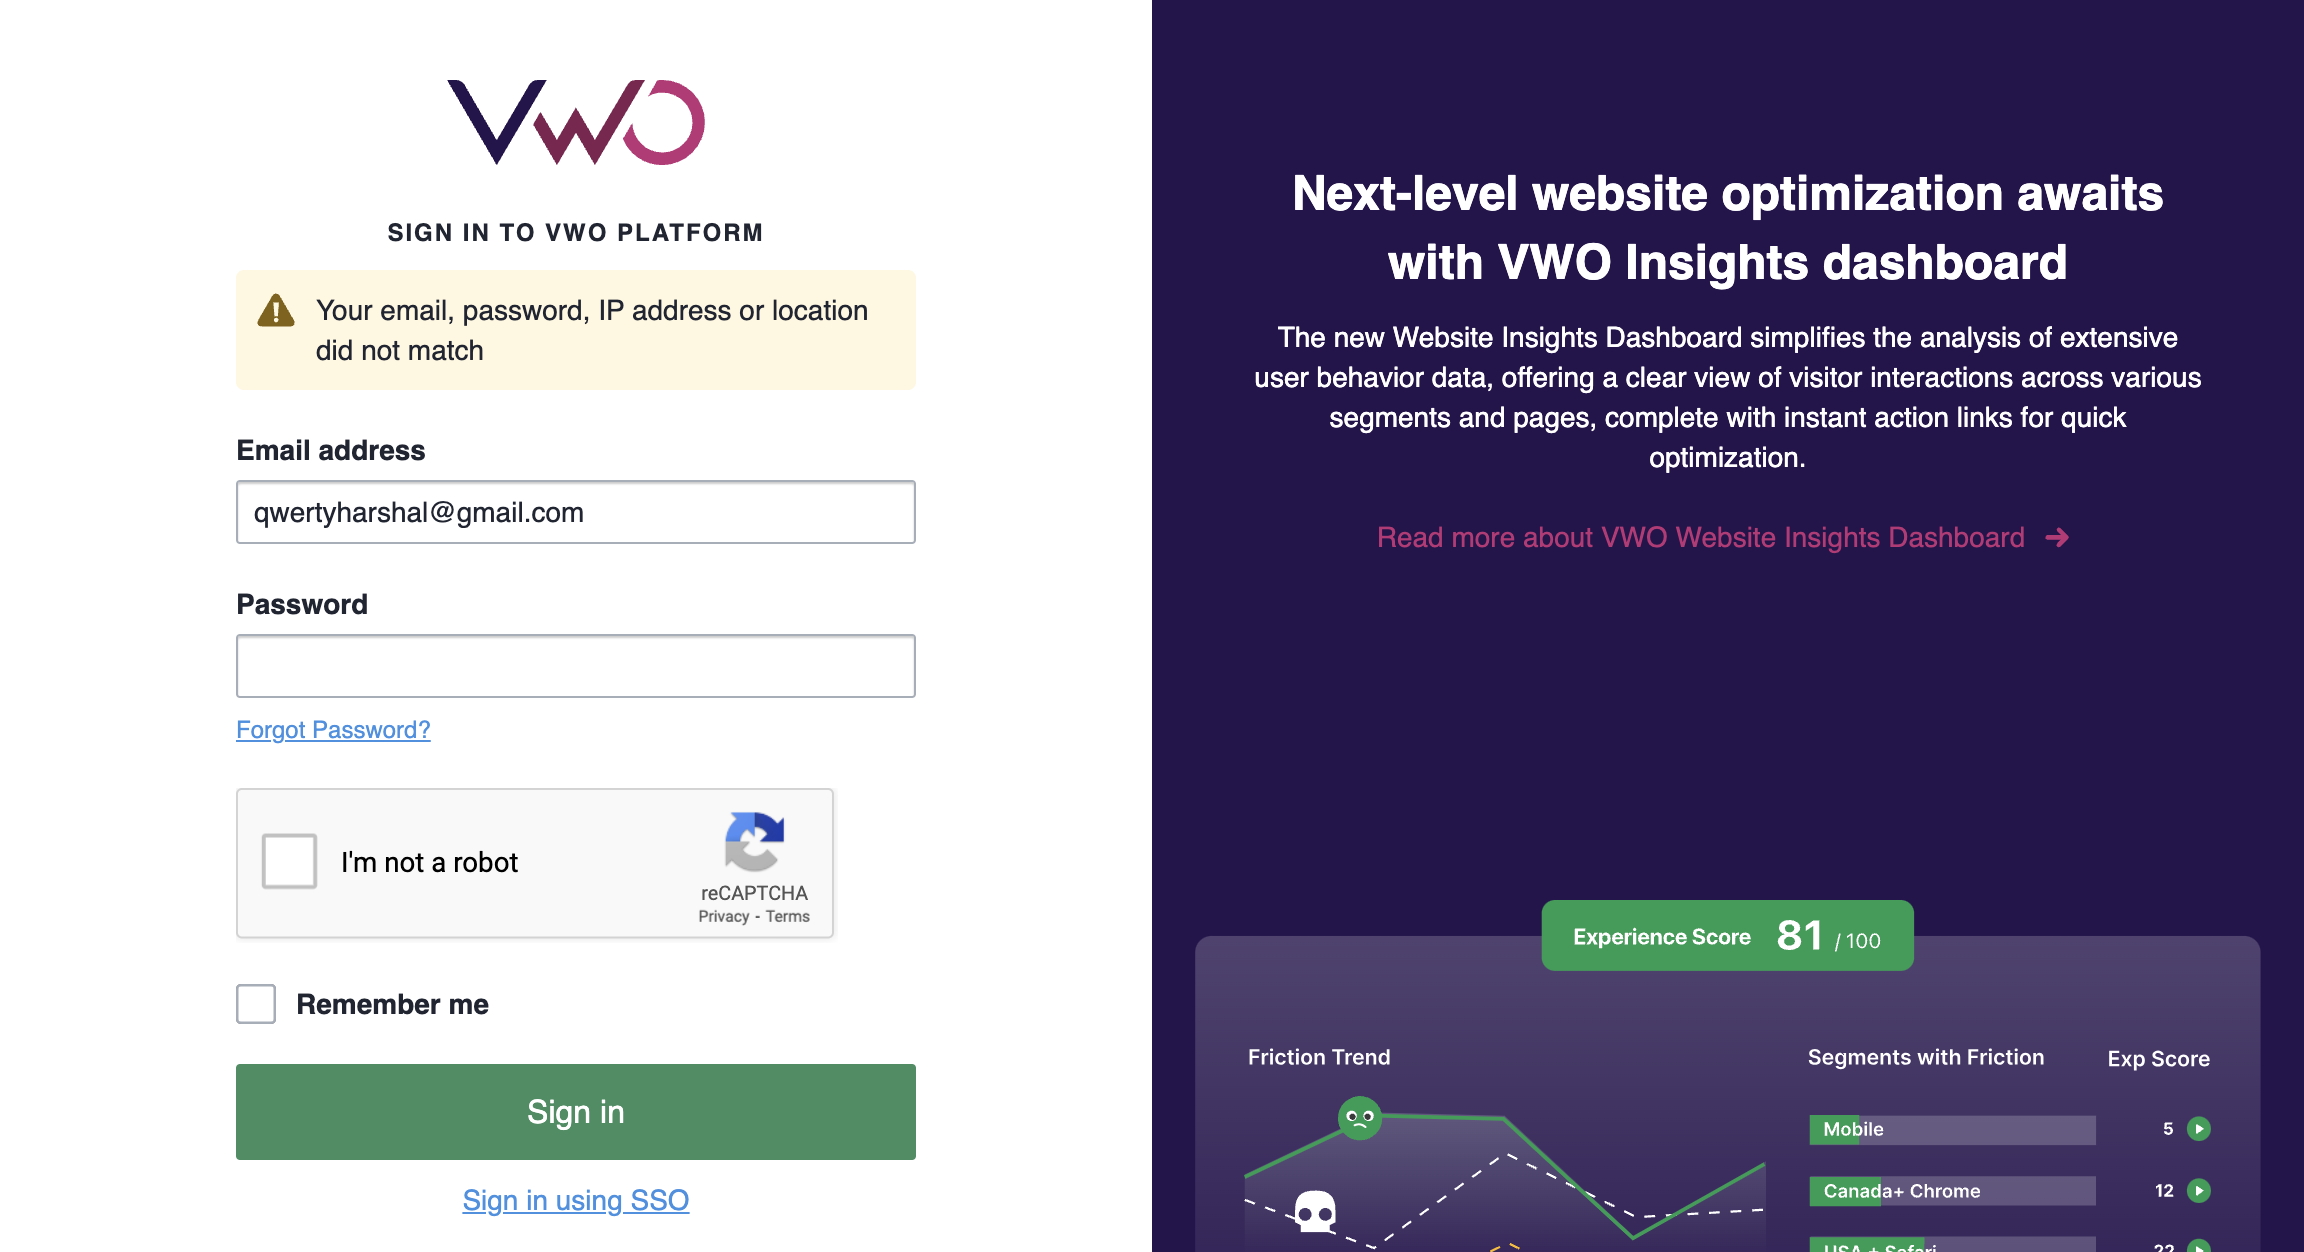 VWO
SIGN IN TO VWO PLATFORM
Your email, password, IP address or location
did not match
Email address
qwertyharshal@gmail.com
Password
Forgot Password?
I'm not a robot
reCAPTCHA
Privacy - Terms
Remember me
Sign in
Sign in using SSO
Next-level website optimization awaits
with VWO Insights dashboard
The new Website Insights Dashboard simplifies the analysis of extensive
user behavior data, offering a clear view of visitor interactions across various
segments and pages, complete with instant action links for quick
optimization.
Read more about VWO Website Insights Dashboard
Experience Score 81 / 100
Friction Trend
Segments with Friction Exp Score
Mobile 5
Canada+ Chrome 12
USA + Safari 22